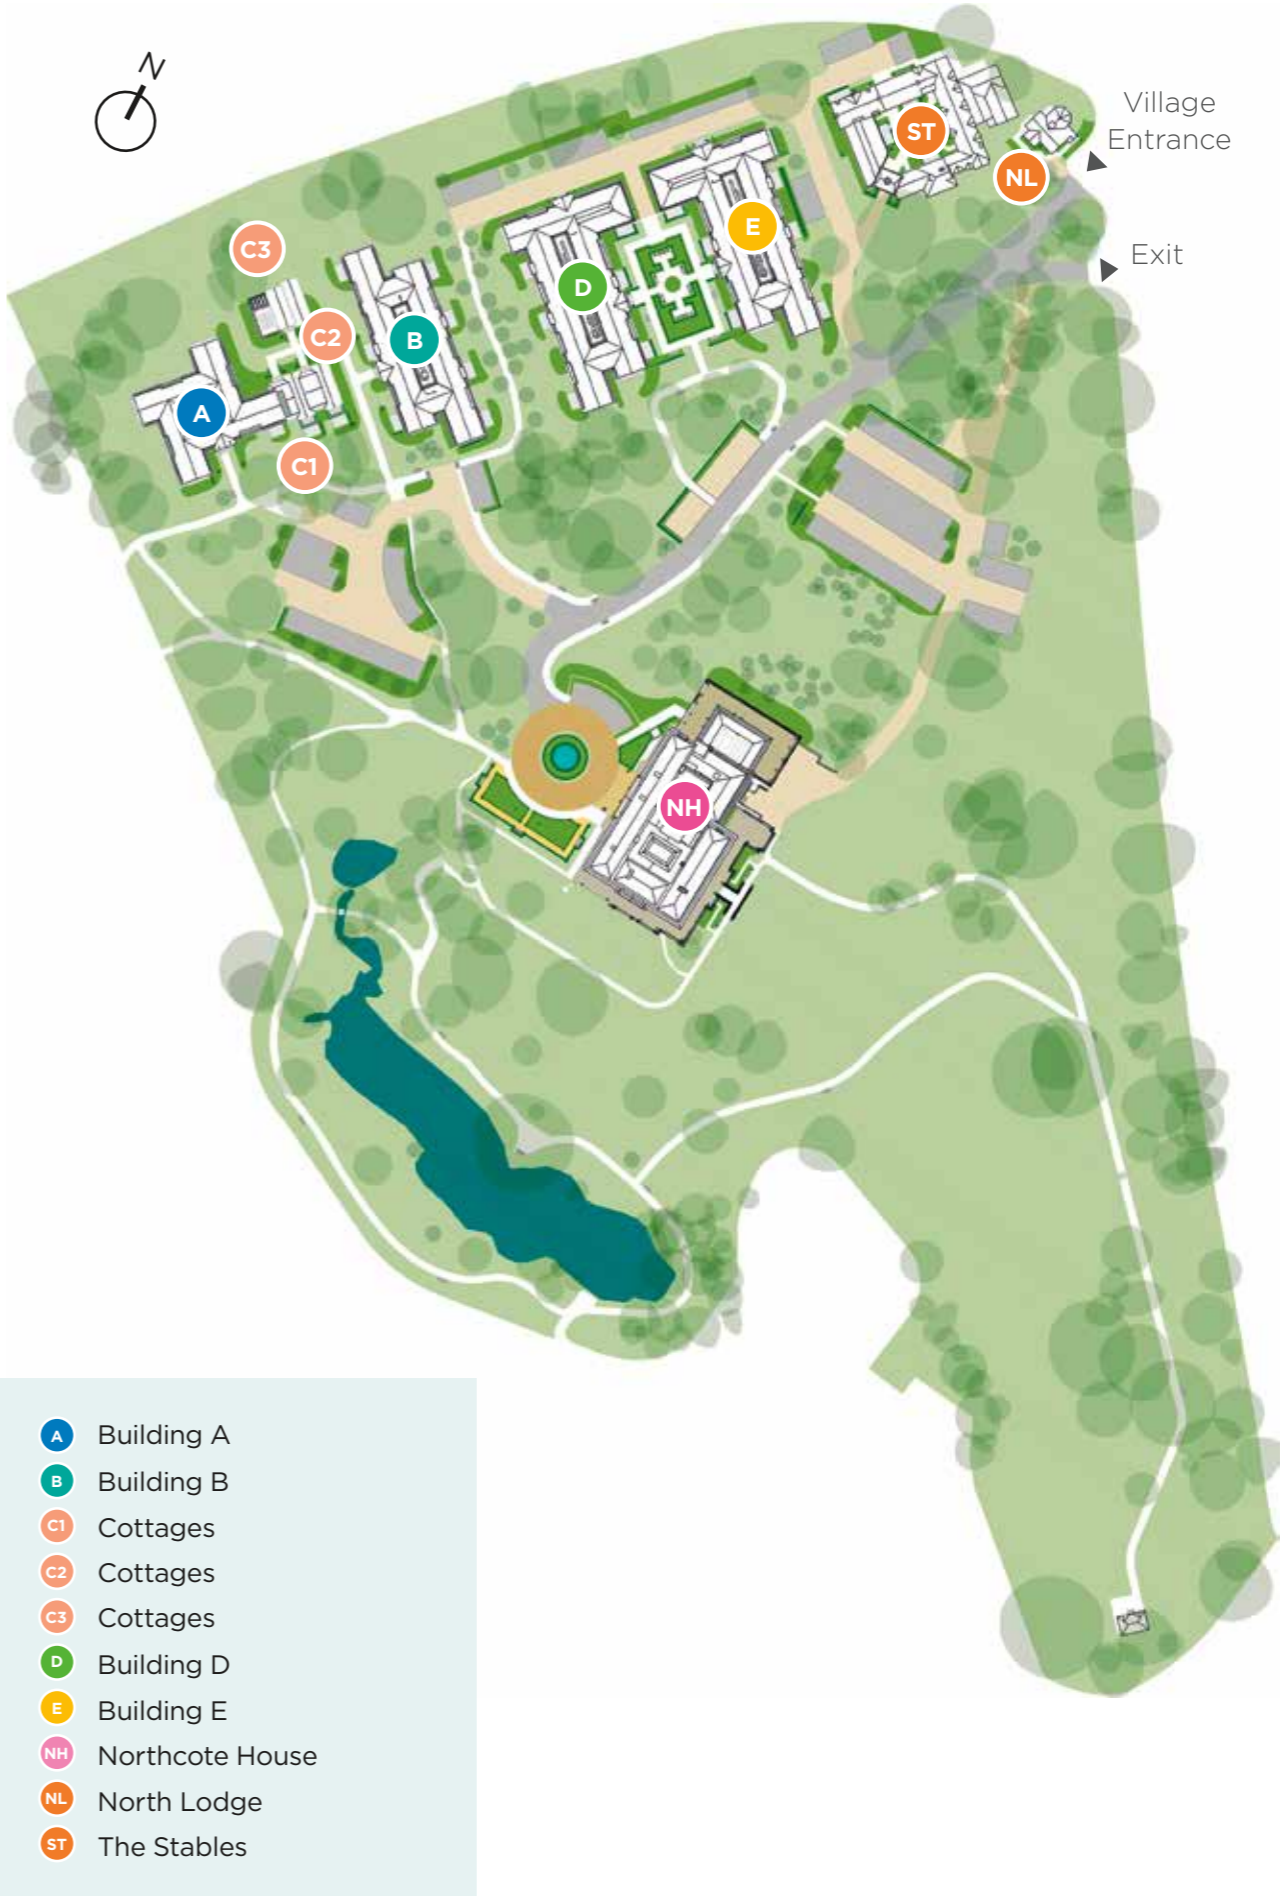 N
Village
Entrance
ST
NL
E
C3
Exit
D
C2
B
A
C1
NH
A Building A
B Building B
C1 Cottages
C2 Cottages
C3 Cottages
D Building D
E Building E
NH Northcote House
NL North Lodge
ST The Stables